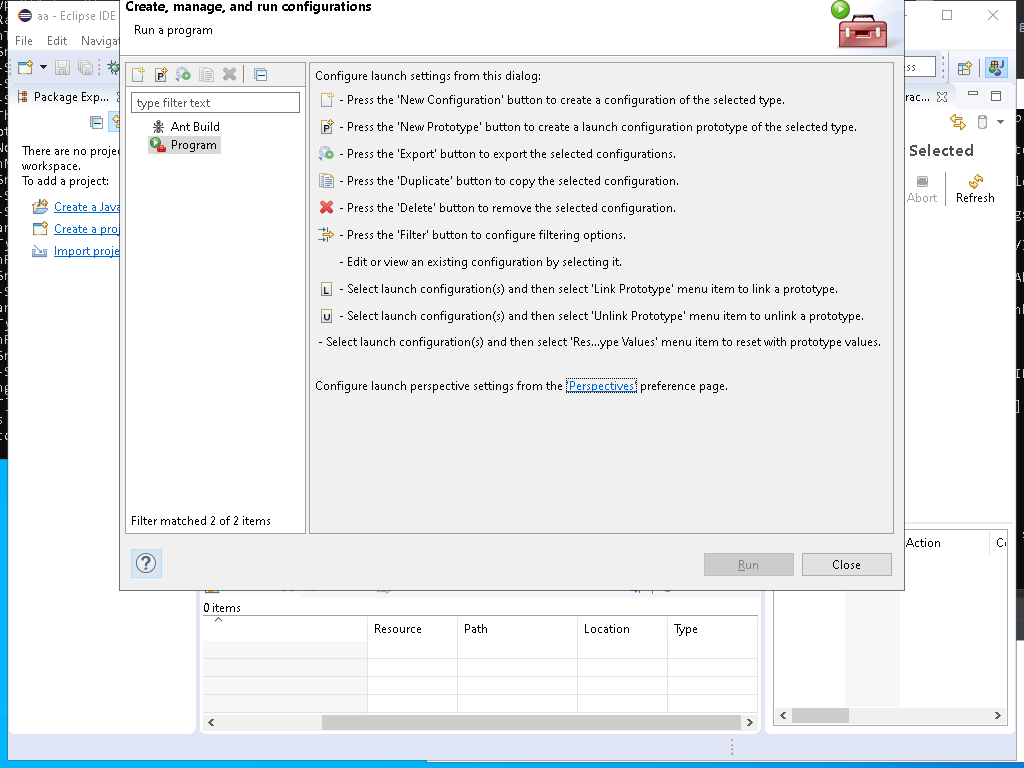 aa - Eclipse IDE
Create, manage, and run configurations
Run a program
File Edit Naviga
Package Exp...
type filter text
Ant Build
Program
Filter matched 2 of 2 items
Configure launch settings from this dialog:
- Press the 'New Configuration' button to create a configuration of the selected type.
- Press the 'New Prototype' button to create a launch configuration prototype of the selected type.
- Press the 'Export' button to export the selected configurations.
- Press the 'Duplicate' button to copy the selected configuration.
- Press the 'Delete' button to remove the selected configuration.
- Press the 'Filter' button to configure filtering options.
- Edit or view an existing configuration by selecting it.
- Select launch configuration(s) and then select 'Link Prototype' menu item to link a prototype.
- Select launch configuration(s) and then select 'Unlink Prototype' menu item to unlink a prototype.
- Select launch configuration(s) and then select 'Res...ype Values' menu item to reset with prototype values.
Configure launch perspective settings from the Perspectives preference page.
Run
Close
There are no proje
workspace.
To add a project:
Create a Java
Create a proj
Import proje
rac...
Selected
Abort
Refresh
Action
0 items
Resource Path Location Type